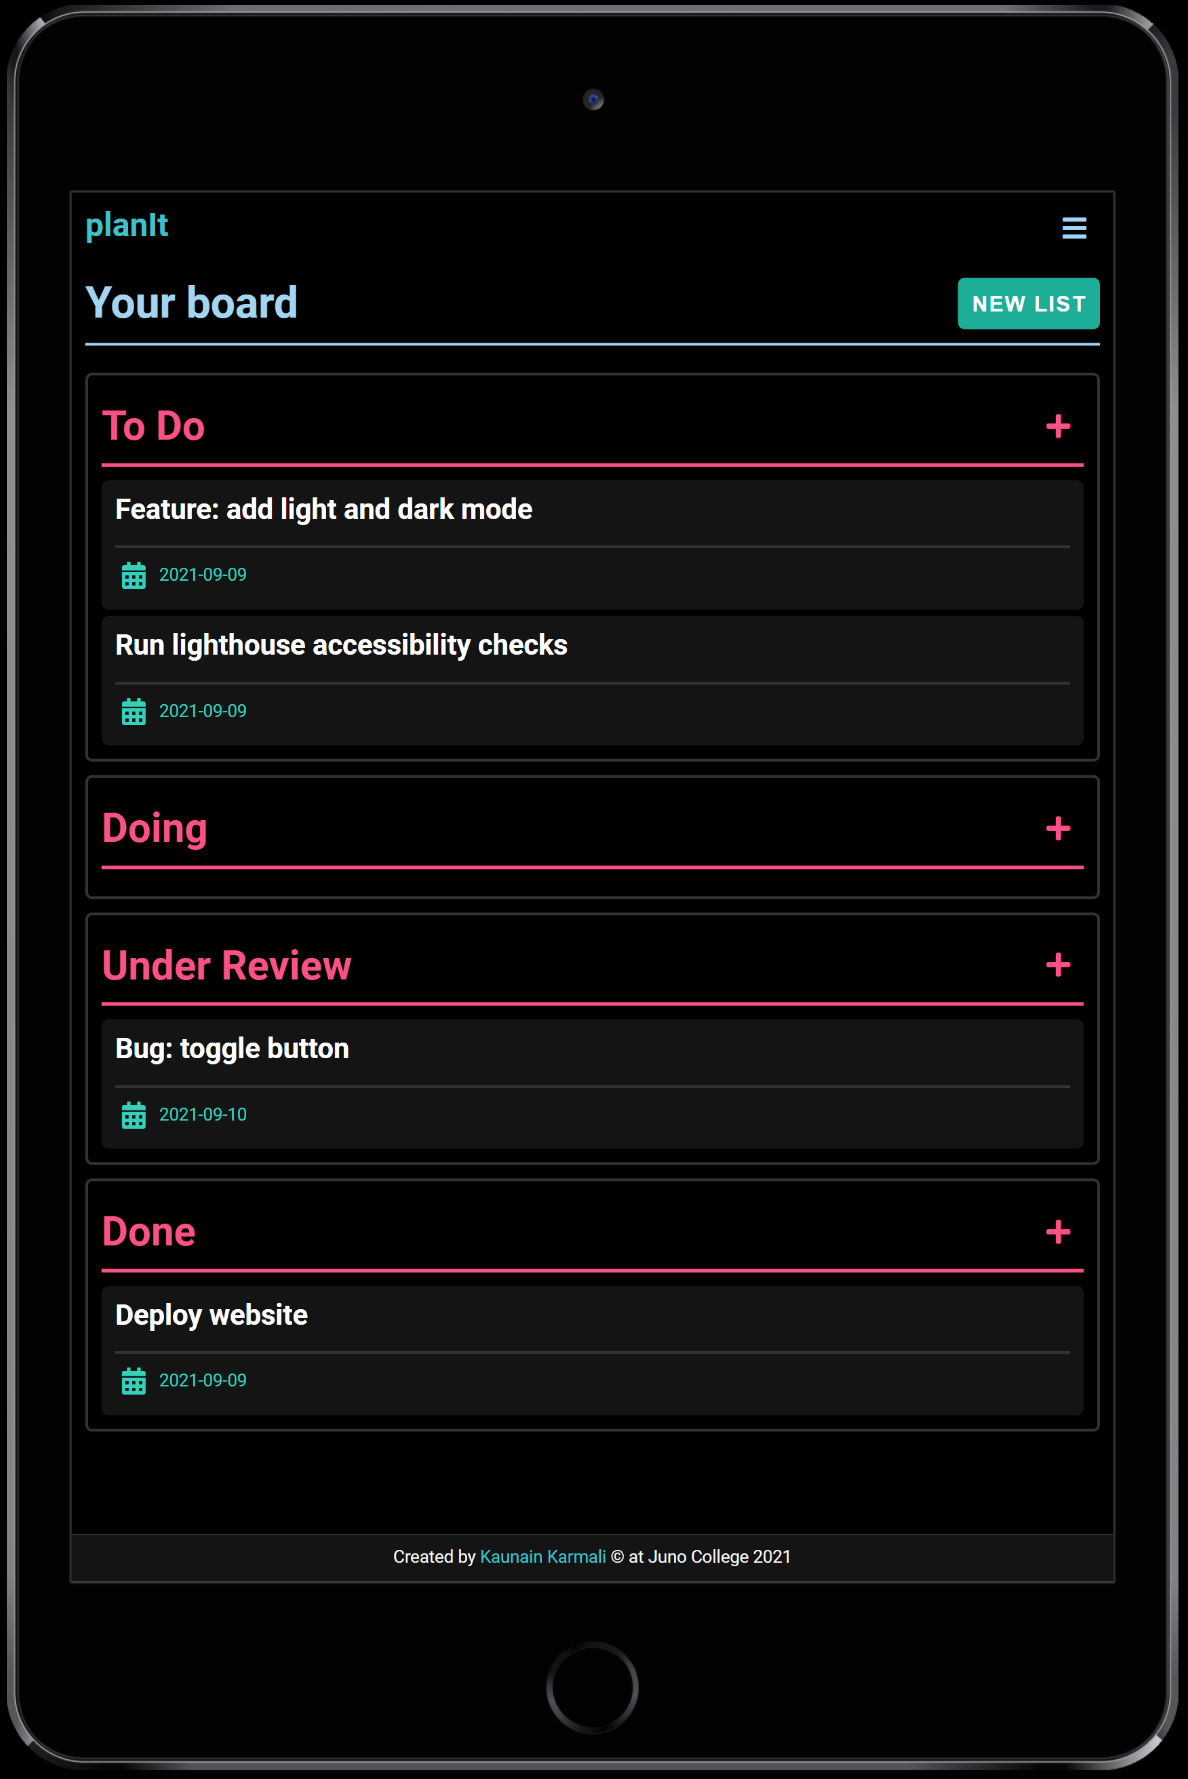 planIt
Your board
NEW LIST
To Do
Feature: add light and dark mode
2021-09-09
Run lighthouse accessibility checks
2021-09-09
Doing
Under Review
Bug: toggle button
2021-09-10
Done
Deploy website
2021-09-09
Created by Kaunain Karmali © at Juno College 2021